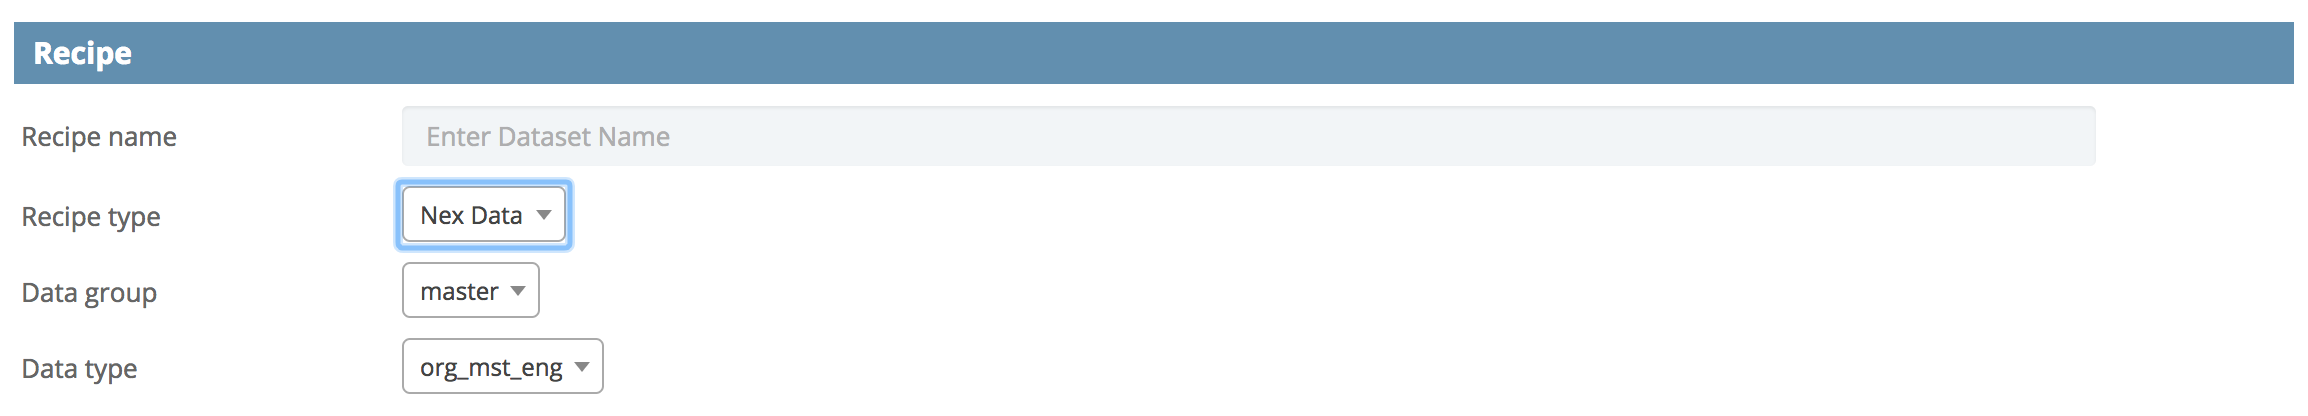 Recipe
Recipe name Enter Dataset Name
Recipe type Nex Data
Data group master
Data type org_mst_eng